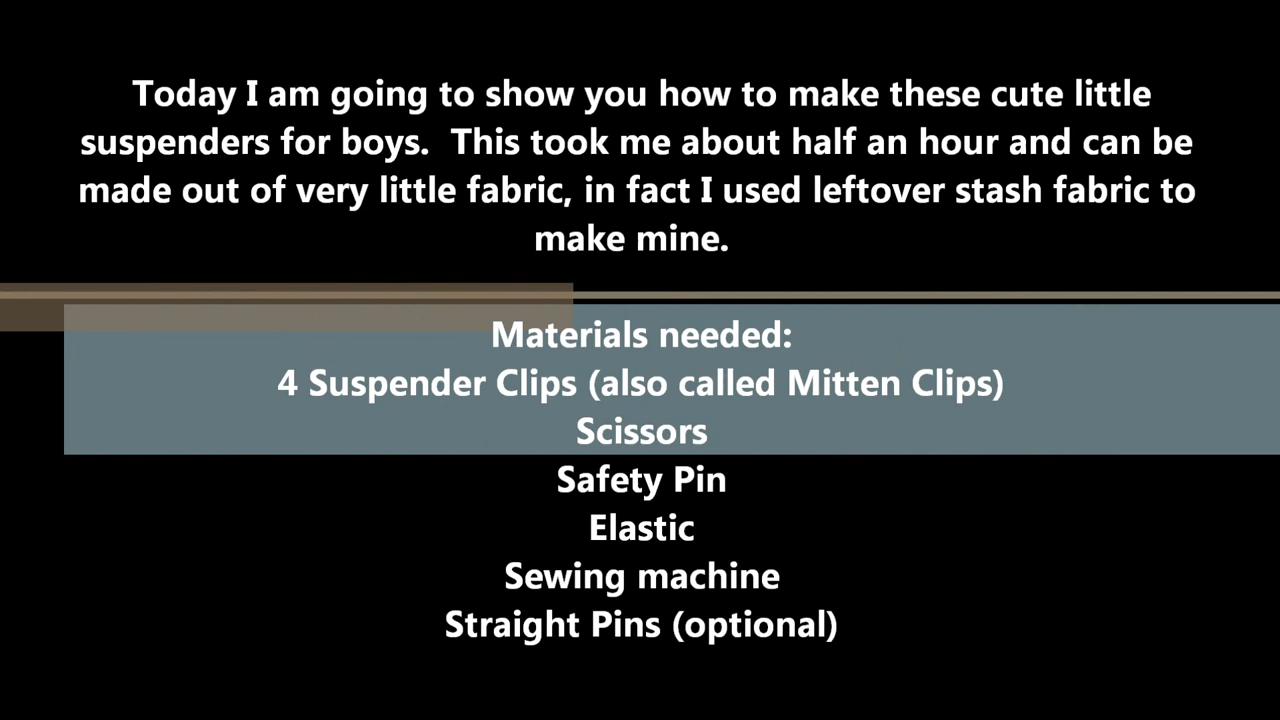 Today I am going to show you how to make these cute little
suspenders for boys.  This took me about half an hour and can be
made out of very little fabric, in fact I used leftover stash fabric to
make mine.
Materials needed:
4 Suspender Clips (also called Mitten Clips)
Scissors
Safety Pin
Elastic
Sewing machine
Straight Pins (optional)